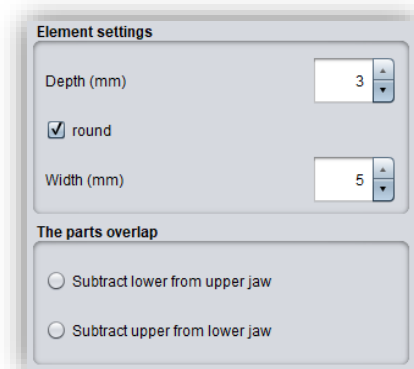 Element settings
Depth (mm) 3
round
Width (mm) 5
The parts overlap
Subtract lower from upper jaw
Subtract upper from lower jaw